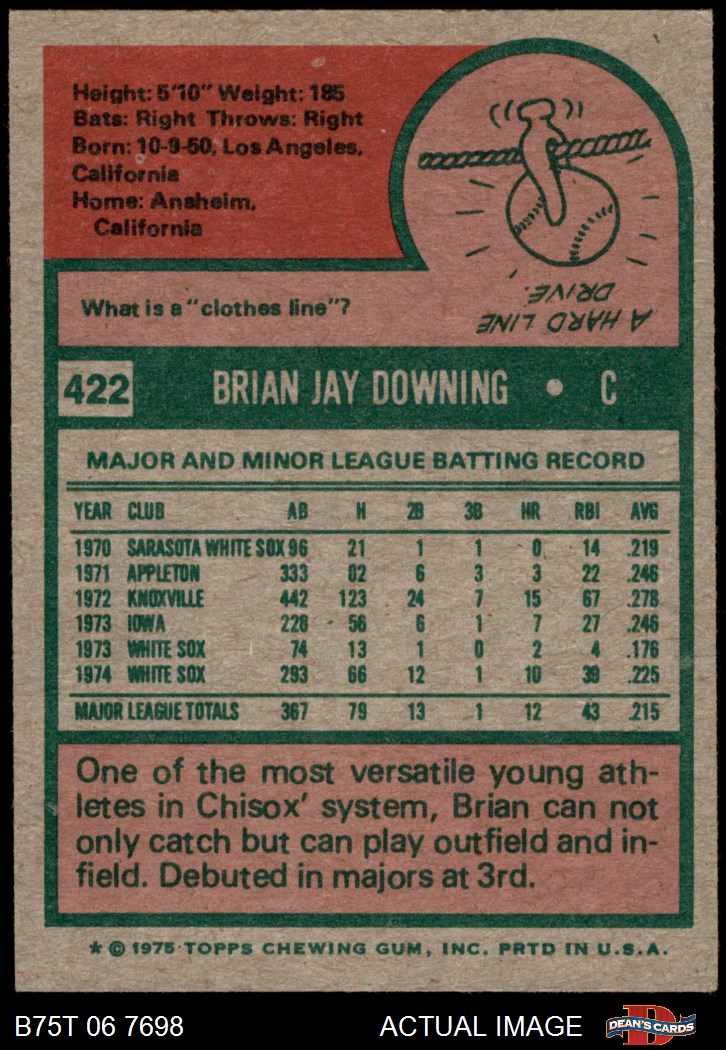 Height: 5'10" Weight: 185
Bats: Right Throws: Right
Born: 10-9-50, Los Angeles,
California
Home: Anaheim,
California
What is a "clothes line"?
A HARD LINE
DRIVE.
422 BRIAN JAY DOWNING • C
MAJOR AND MINOR LEAGUE BATTING RECORD
YEAR CLUB AB H 2B 3B HR RBI AVG
1970 SARASOTA WHITE SOX 96 21 1 1 0 14 .219
1971 APPLETON 333 82 6 3 3 22 .246
1972 KNOXVILLE 442 123 24 7 15 67 .278
1973 IOWA 228 56 6 1 7 27 .246
1973 WHITE SOX 74 13 1 0 2 4 .176
1974 WHITE SOX 293 66 12 1 10 39 .225
MAJOR LEAGUE TOTALS 367 79 13 1 12 43 .215
One of the most versatile young ath-
letes in Chisox' system, Brian can not
only catch but can play outfield and in-
field. Debuted in majors at 3rd.
* © 1975 TOPPS CHEWING GUM, INC. PRTD IN U.S.A.
B75T 06 7698 ACTUAL IMAGE D DEAN'S CARDS